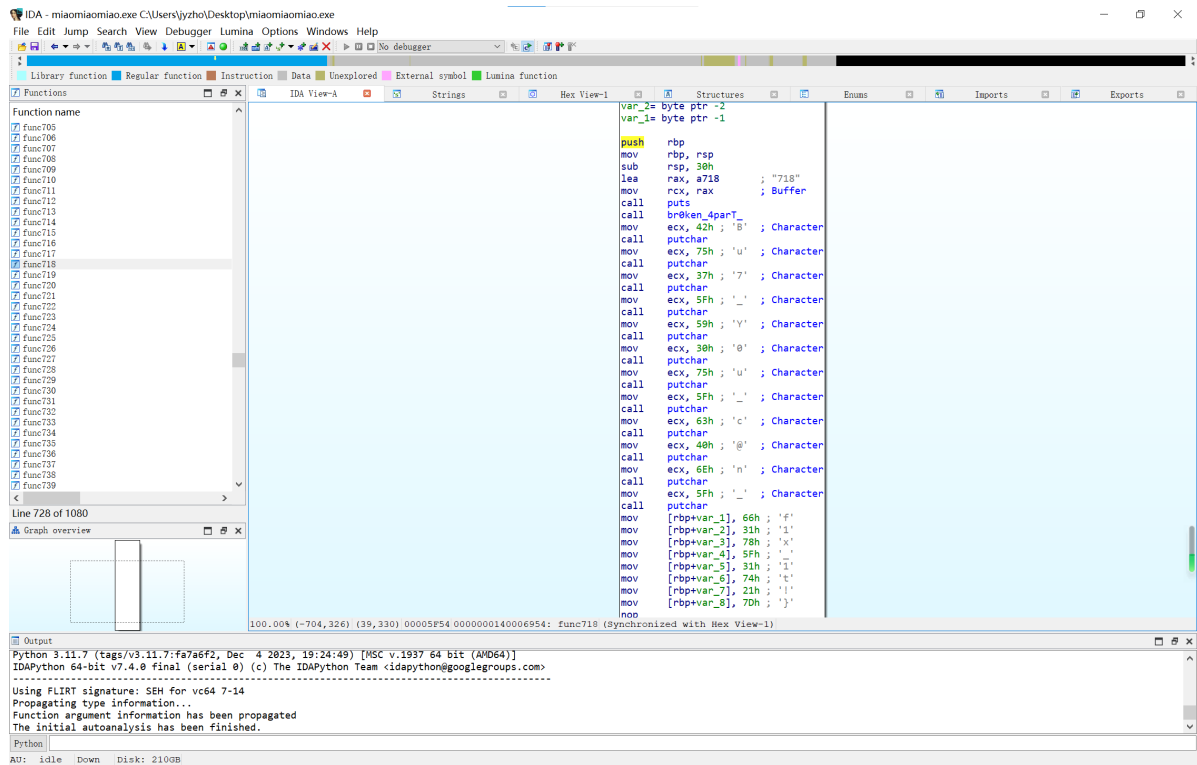 IDA - miaomiaomiao.exe C:\Users\jyzho\Desktop\miaomiaomiao.exe
File Edit Jump Search View Debugger Lumina Options Windows Help
No debugger
Library function Regular function Instruction Data Unexplored External symbol Lumina function
Functions
IDA View-A Strings Hex View-1 Structures Enums Imports Exports
Function name
func705
func706
func707
func708
func709
func710
func711
func712
func713
func714
func715
func716
func717
func718
func719
func720
func721
func722
func723
func724
func725
func726
func727
func728
func729
func730
func731
func732
func733
func734
func735
func736
func737
func738
func739
Line 728 of 1080
Graph overview
var_2= byte ptr -2
var_1= byte ptr -1
push rbp
mov rbp, rsp
sub rsp, 30h
lea rax, a718 ; "718"
mov rcx, rax ; Buffer
call puts
call br0ken_4parT_
mov ecx, 42h ; 'B' ; Character
call putchar
mov ecx, 75h ; 'u' ; Character
call putchar
mov ecx, 37h ; '7' ; Character
call putchar
mov ecx, 5Fh ; '_' ; Character
call putchar
mov ecx, 59h ; 'Y' ; Character
call putchar
mov ecx, 30h ; '0' ; Character
call putchar
mov ecx, 75h ; 'u' ; Character
call putchar
mov ecx, 5Fh ; '_' ; Character
call putchar
mov ecx, 63h ; 'c' ; Character
call putchar
mov ecx, 40h ; '@' ; Character
call putchar
mov ecx, 6Eh ; 'n' ; Character
call putchar
mov ecx, 5Fh ; '_' ; Character
call putchar
mov [rbp+var_1], 66h ; 'f'
mov [rbp+var_2], 31h ; '1'
mov [rbp+var_3], 78h ; 'x'
mov [rbp+var_4], 5Fh ; '_'
mov [rbp+var_5], 31h ; '1'
mov [rbp+var_6], 74h ; 't'
mov [rbp+var_7], 21h ; '!'
mov [rbp+var_8], 7Dh ; '}'
nop
100.00% (-704,326) (39,330) 00005F54 0000000140006954: func718 (Synchronized with Hex View-1)
Output
Python 3.11.7 (tags/v3.11.7:fa7a6f2, Dec 4 2023, 19:24:49) [MSC v.1937 64 bit (AMD64)]
IDAPython 64-bit v7.4.0 final (serial 0) (c) The IDAPython Team <idapython@googlegroups.com>
Using FLIRT signature: SEH for vc64 7-14
Propagating type information...
Function argument information has been propagated
The initial autoanalysis has been finished.
Python
AU: idle Down Disk: 210GB